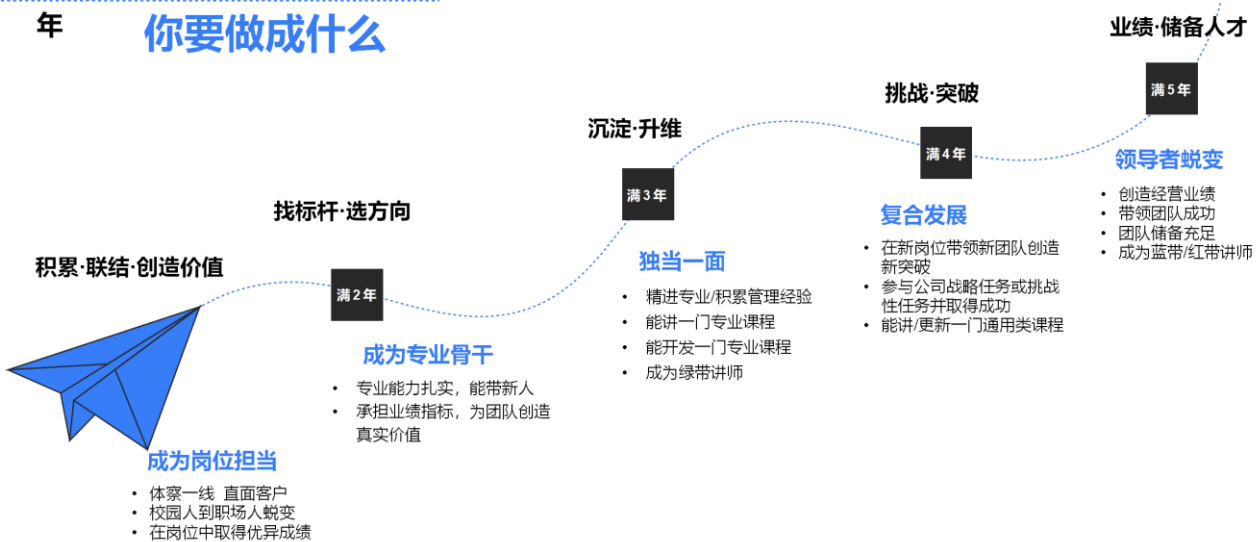 年
你要做成什么
积累·联结·创造价值
成为岗位担当
• 体察一线 直面客户
• 校园人到职场人蜕变
• 在岗位中取得优异成绩
找标杆·选方向
满2年
成为专业骨干
• 专业能力扎实，能带新人
• 承担业绩指标，为团队创造
真实价值
沉淀·升维
满3年
独当一面
• 精进专业/积累管理经验
• 能讲一门专业课程
• 能开发一门专业课程
• 成为绿带讲师
挑战·突破
满4年
复合发展
• 在新岗位带领新团队创造
新突破
• 参与公司战略任务或挑战
性任务并取得成功
• 能讲/更新一门通用类课程
业绩·储备人才
满5年
领导者蜕变
• 创造经营业绩
• 带领团队成功
• 团队储备充足
• 成为蓝带/红带讲师